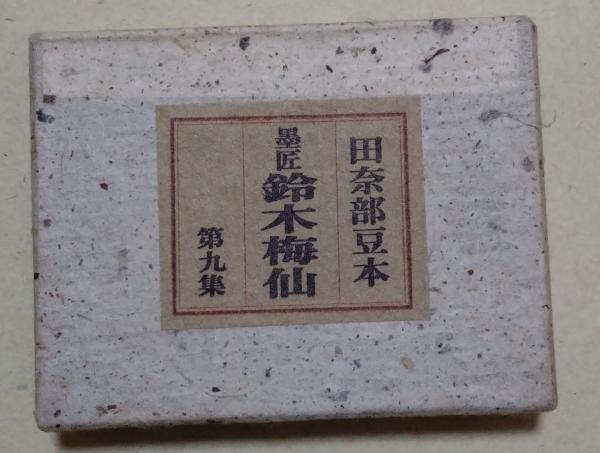 田奈部豆本
墨匠 鈴木梅仙
第九集